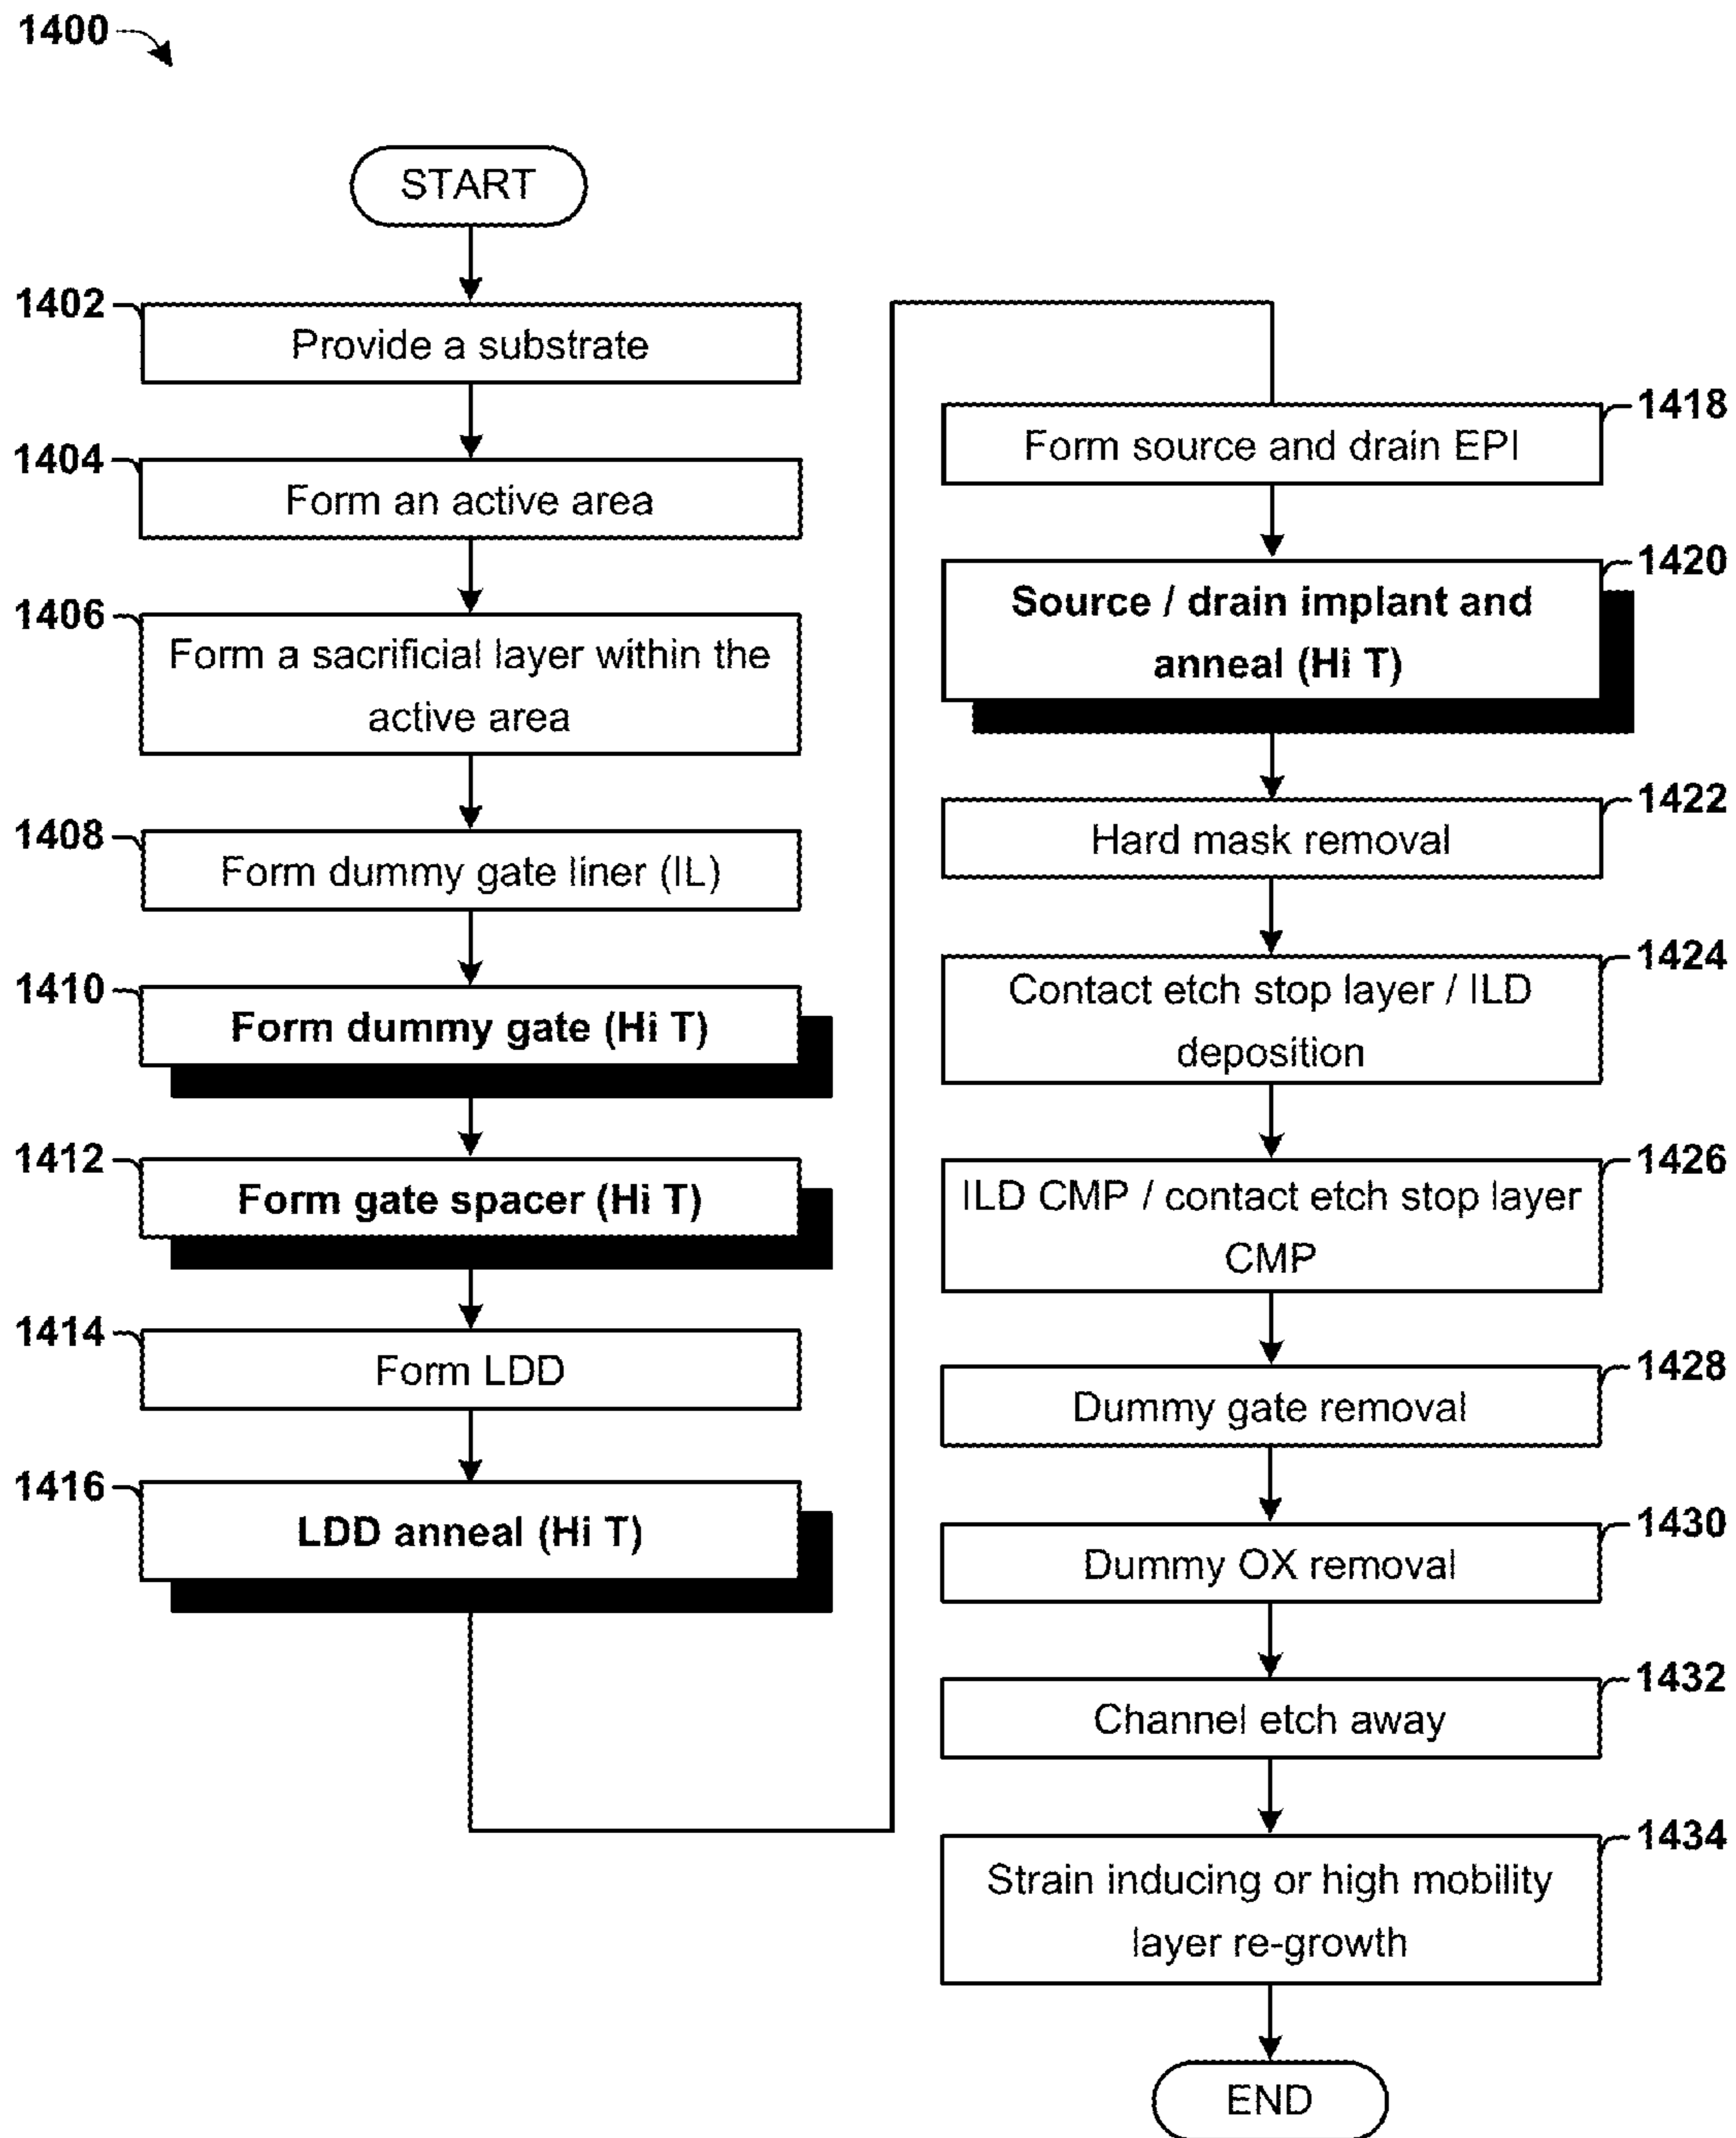 1400
START
1402
Provide a substrate
1404
Form an active area
1406
Form a sacrificial layer within the
active area
1408
Form dummy gate liner (IL)
1410
Form dummy gate (Hi T)
1412
Form gate spacer (Hi T)
1414
Form LDD
1416
LDD anneal (Hi T)
1418
Form source and drain EPI
1420
Source / drain implant and
anneal (Hi T)
1422
Hard mask removal
1424
Contact etch stop layer / ILD
deposition
1426
ILD CMP / contact etch stop layer
CMP
1428
Dummy gate removal
1430
Dummy OX removal
1432
Channel etch away
1434
Strain inducing or high mobility
layer re-growth
END